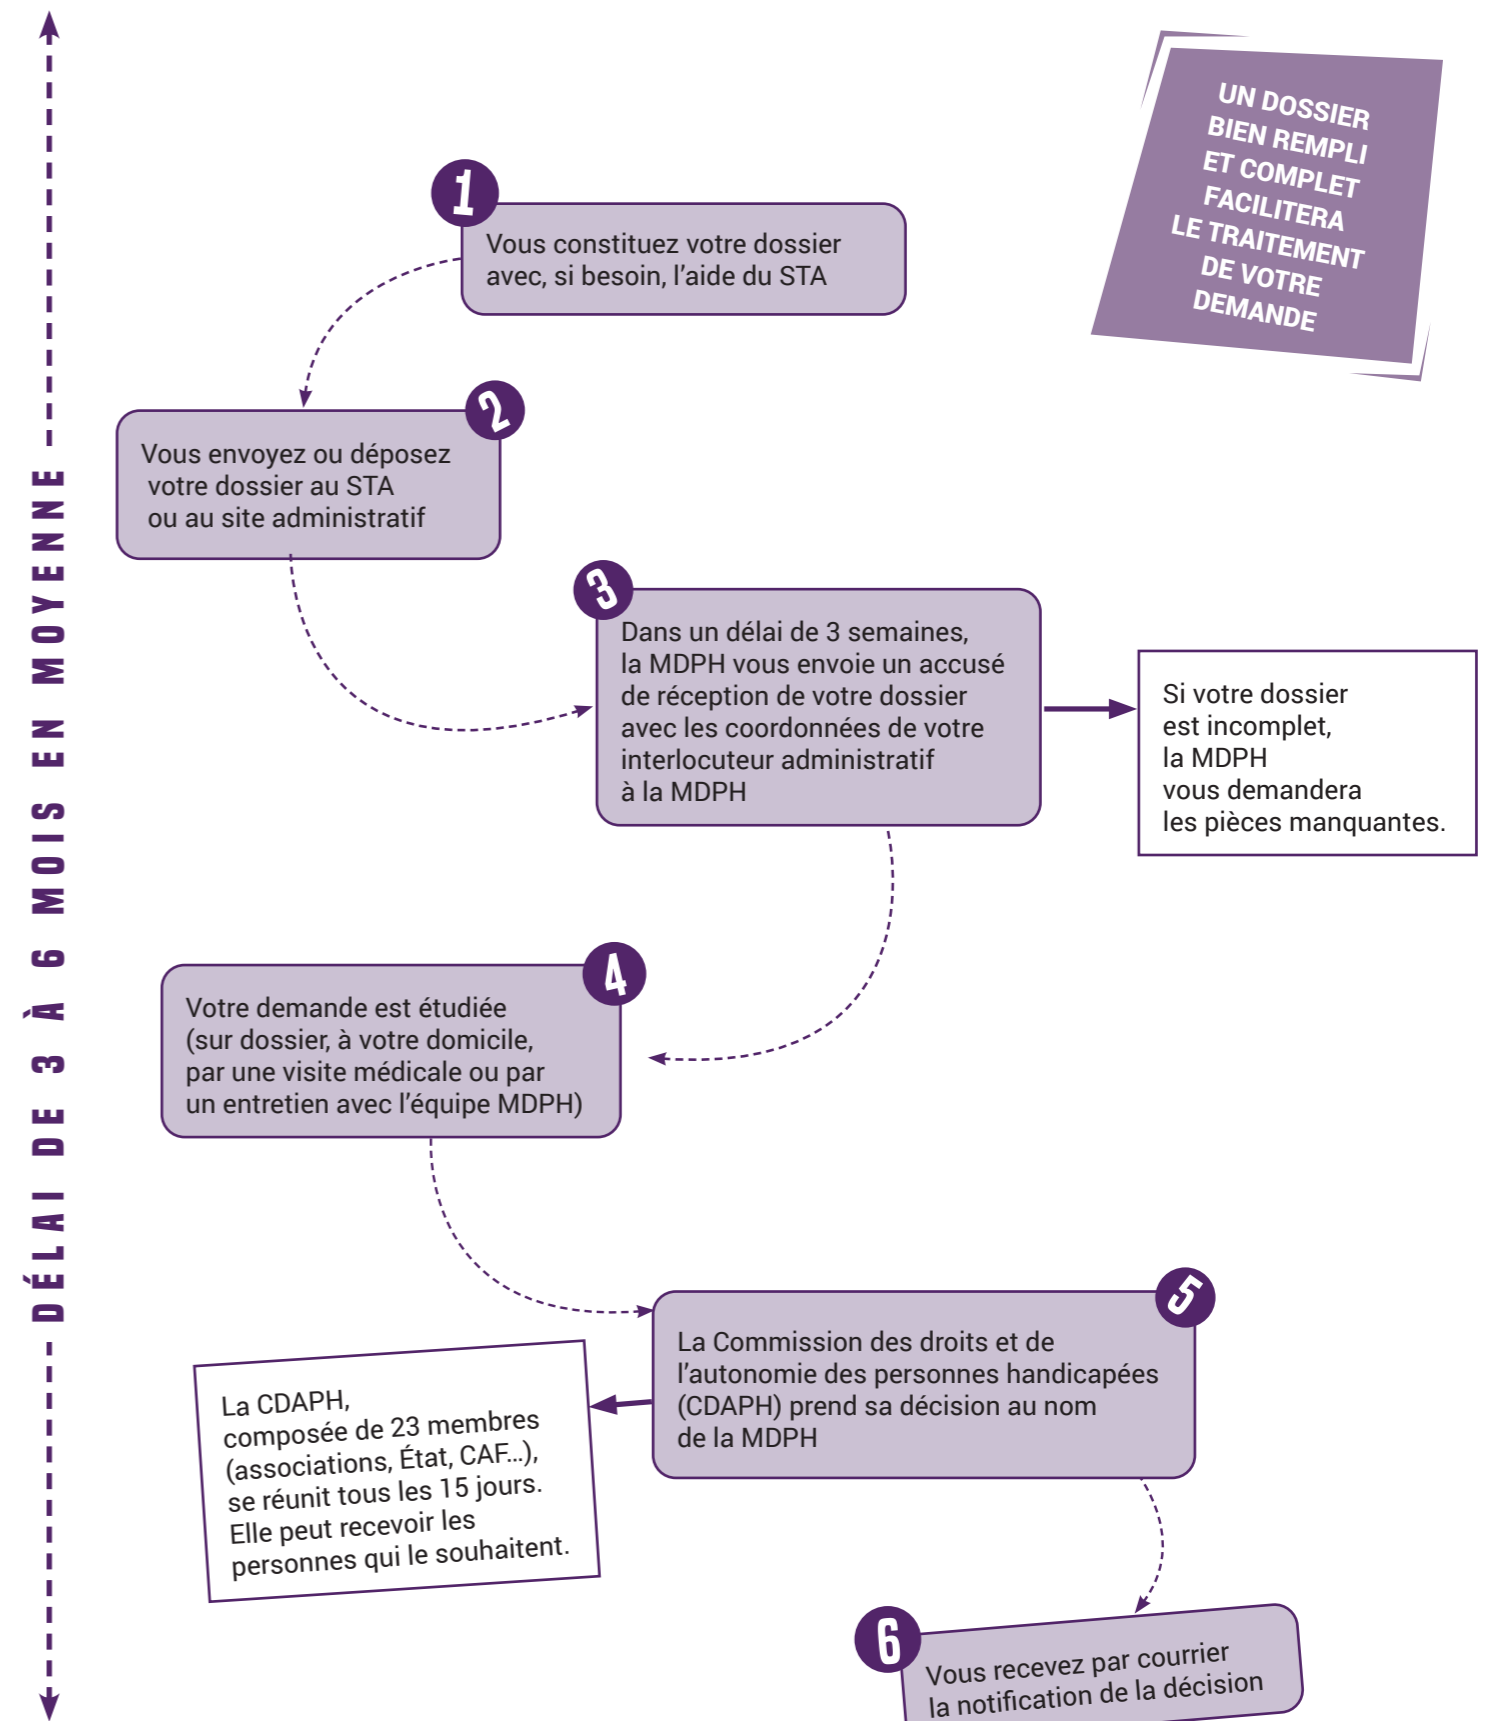 UN DOSSIER
BIEN REMPLI
ET COMPLET
FACILITERA
LE TRAITEMENT
DE VOTRE
DEMANDE
DÉLAI DE 3 À 6 MOIS EN MOYENNE
1
Vous constituez votre dossier
avec, si besoin, l’aide du STA
2
Vous envoyez ou déposez
votre dossier au STA
ou au site administratif
3
Dans un délai de 3 semaines,
la MDPH vous envoie un accusé
de réception de votre dossier
avec les coordonnées de votre
interlocuteur administratif
à la MDPH
Si votre dossier
est incomplet,
la MDPH
vous demandera
les pièces manquantes.
4
Votre demande est étudiée
(sur dossier, à votre domicile,
par une visite médicale ou par
un entretien avec l’équipe MDPH)
5
La Commission des droits et de
l’autonomie des personnes handicapées
(CDAPH) prend sa décision au nom
de la MDPH
La CDAPH,
composée de 23 membres
(associations, État, CAF…),
se réunit tous les 15 jours.
Elle peut recevoir les
personnes qui le souhaitent.
6
Vous recevez par courrier
la notification de la décision